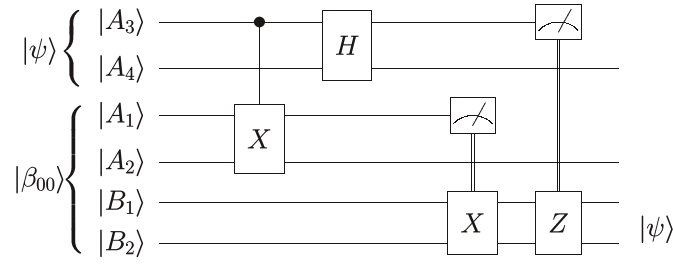 |ψ⟩ { |A₃⟩
|A₄⟩
H
|β₀₀⟩ { |A₁⟩
|A₂⟩
|B₁⟩
|B₂⟩
X
X
Z
|ψ⟩